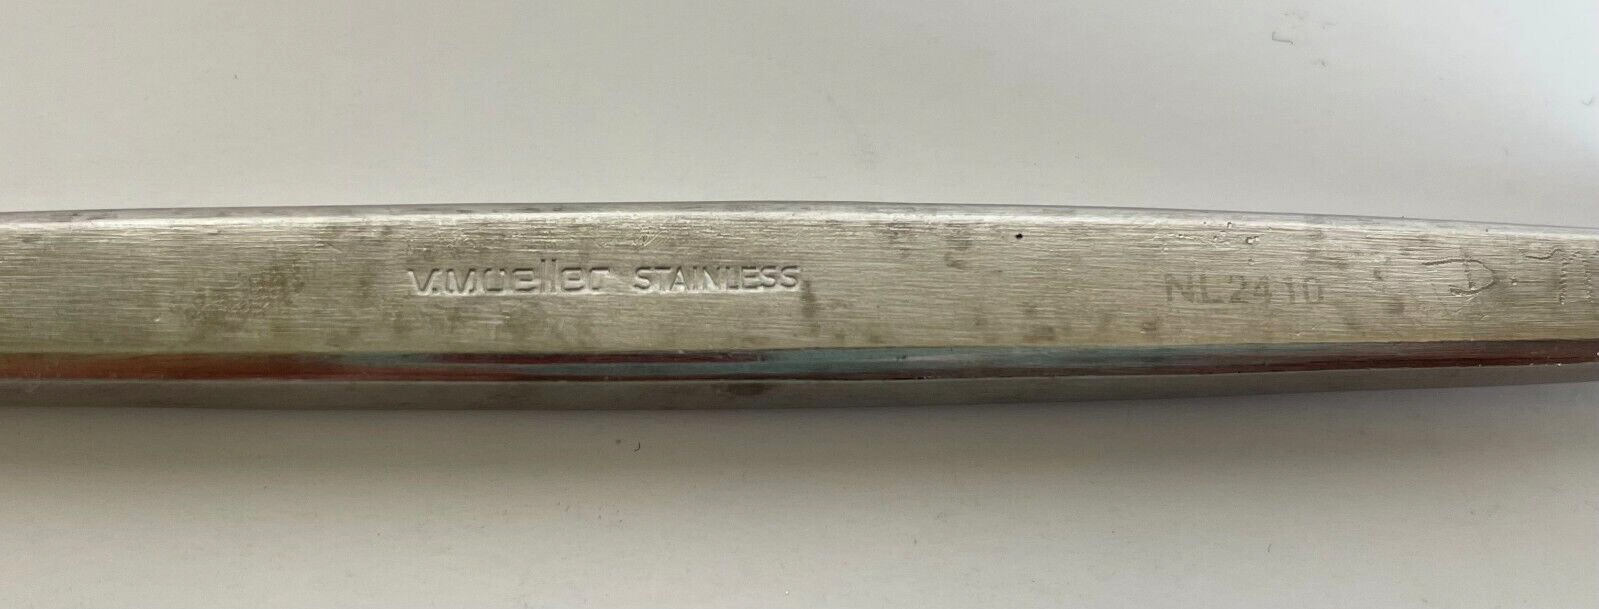 V. Mueller STAINLESS NL2410 D.